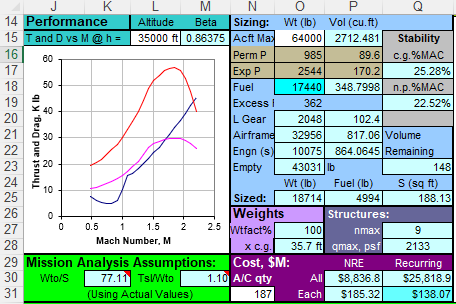 J K L M N O P Q
14 Performance Altitude Beta Sizing: Wt (lb) Vol (cu.ft)
15 T and D vs M @ h = 35000 ft 0.86375 Acft Max 64000 2712.481 Stability
16 Perm P 985 89.6 c.g.%MAC
17 Exp P 2544 170.2 25.28%
18 Fuel 17440 348.7998 n.p.%MAC
19 Excess 362 22.52%
20 L Gear 2048 102.4
21 Airframe 32956 817.06 Volume
22 Engn (s) 10075 864.0645 Remaining
23 Empty 43031 lb 148
24 Wt (lb) Fuel (lb) S (sq ft)
25 Sized: 18714 4994 188.13
26 Weights Structures:
27 Wtfact% 100 nmax 9
28 x c.g. 35.7 ft qmax, psf 2133
Thrust and Drag, K lb
60
50
40
30
20
10
0
0 0.5 1 1.5 2 2.5
Mach Number, M
29 Mission Analysis Assumptions: Cost, $M: NRE Recurring
30 Wto/S 77.11 Tsl/Wto 1.10 A/C qty All $8,836.8 $25,818.9
31 (Using Actual Values) 187 Each $185.32 $138.07